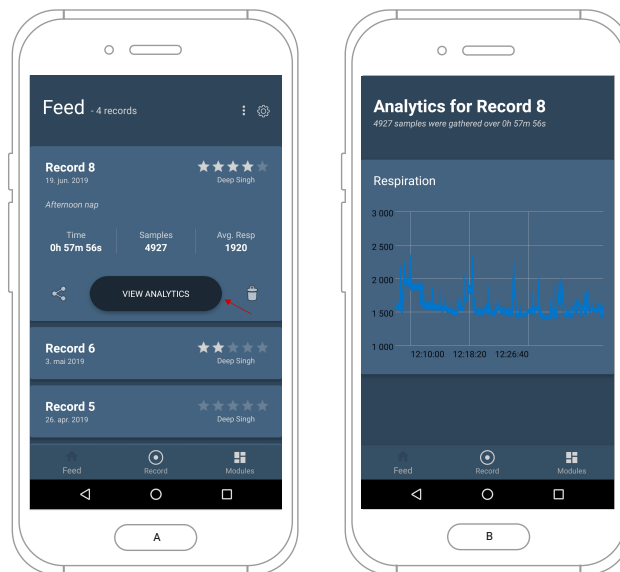 Feed - 4 records
Record 8
19. jun. 2019
Deep Singh
Afternoon nap
Time Samples Avg. Resp
0h 57m 56s 4927 1920
VIEW ANALYTICS
Record 6
3. mai 2019
Deep Singh
Record 5
26. apr. 2019
Deep Singh
Feed Record Modules
A
Analytics for Record 8
4927 samples were gathered over 0h 57m 56s
Respiration
3 000
2 500
2 000
1 500
1 000
12:10:00 12:18:20 12:26:40
Feed Record Modules
B